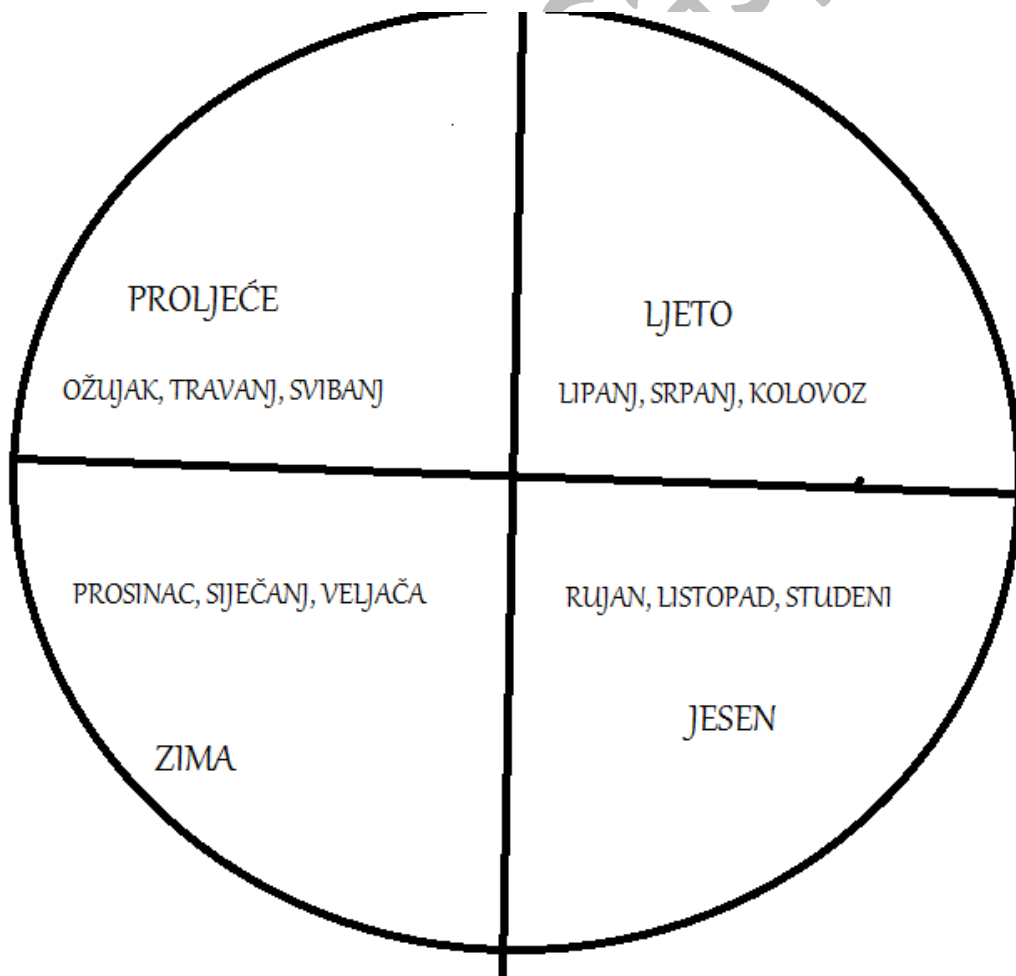 PROLJEĆE
OŽUJAK, TRAVANJ, SVIBANJ
LJETO
LIPANJ, SRPANJ, KOLOVOZ
PROSINAC, SIJEČANJ, VELJAČA
ZIMA
RUJAN, LISTOPAD, STUDENI
JESEN